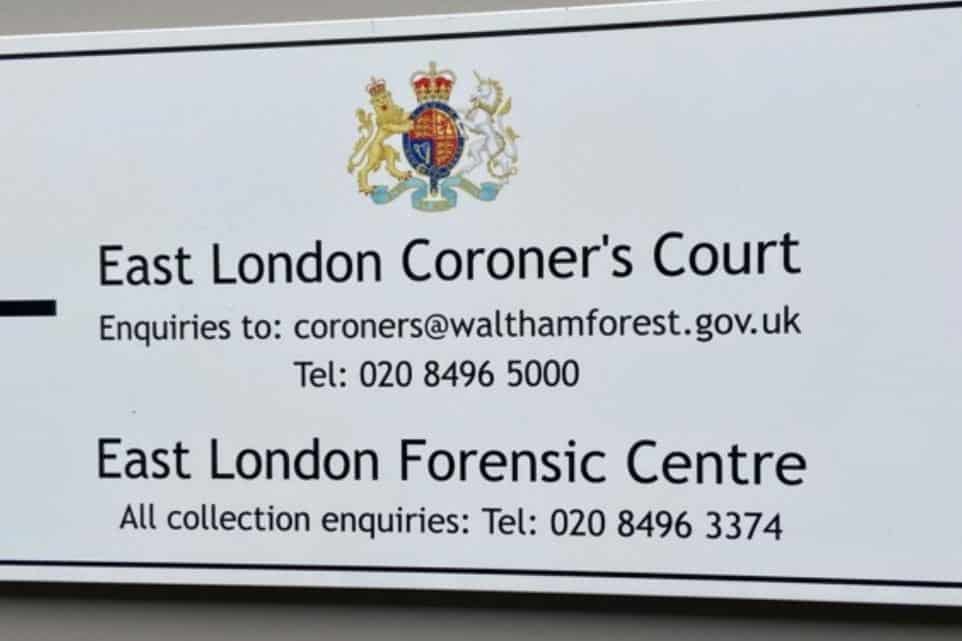 East London Coroner's Court
Enquiries to: coroners@walthamforest.gov.uk
Tel: 020 8496 5000
East London Forensic Centre
All collection enquiries: Tel: 020 8496 3374